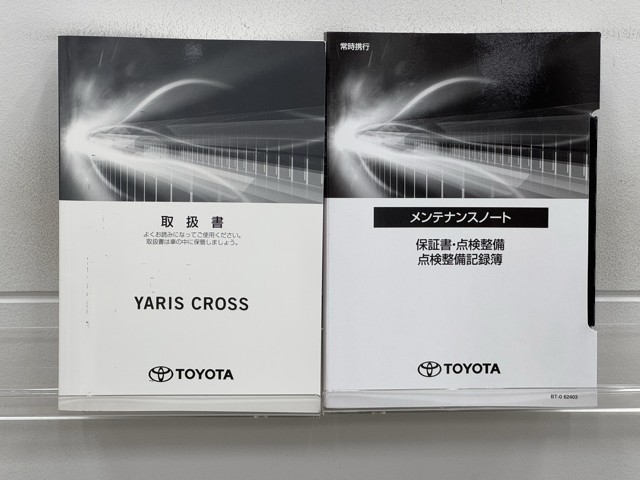 取扱書
よくお読みになってご使用ください。
取扱書は車の中に保管しましょう。
YARIS CROSS
TOYOTA
常時携行
メンテナンスノート
保証書・点検整備
点検整備記録簿
TOYOTA
BT-0 62403